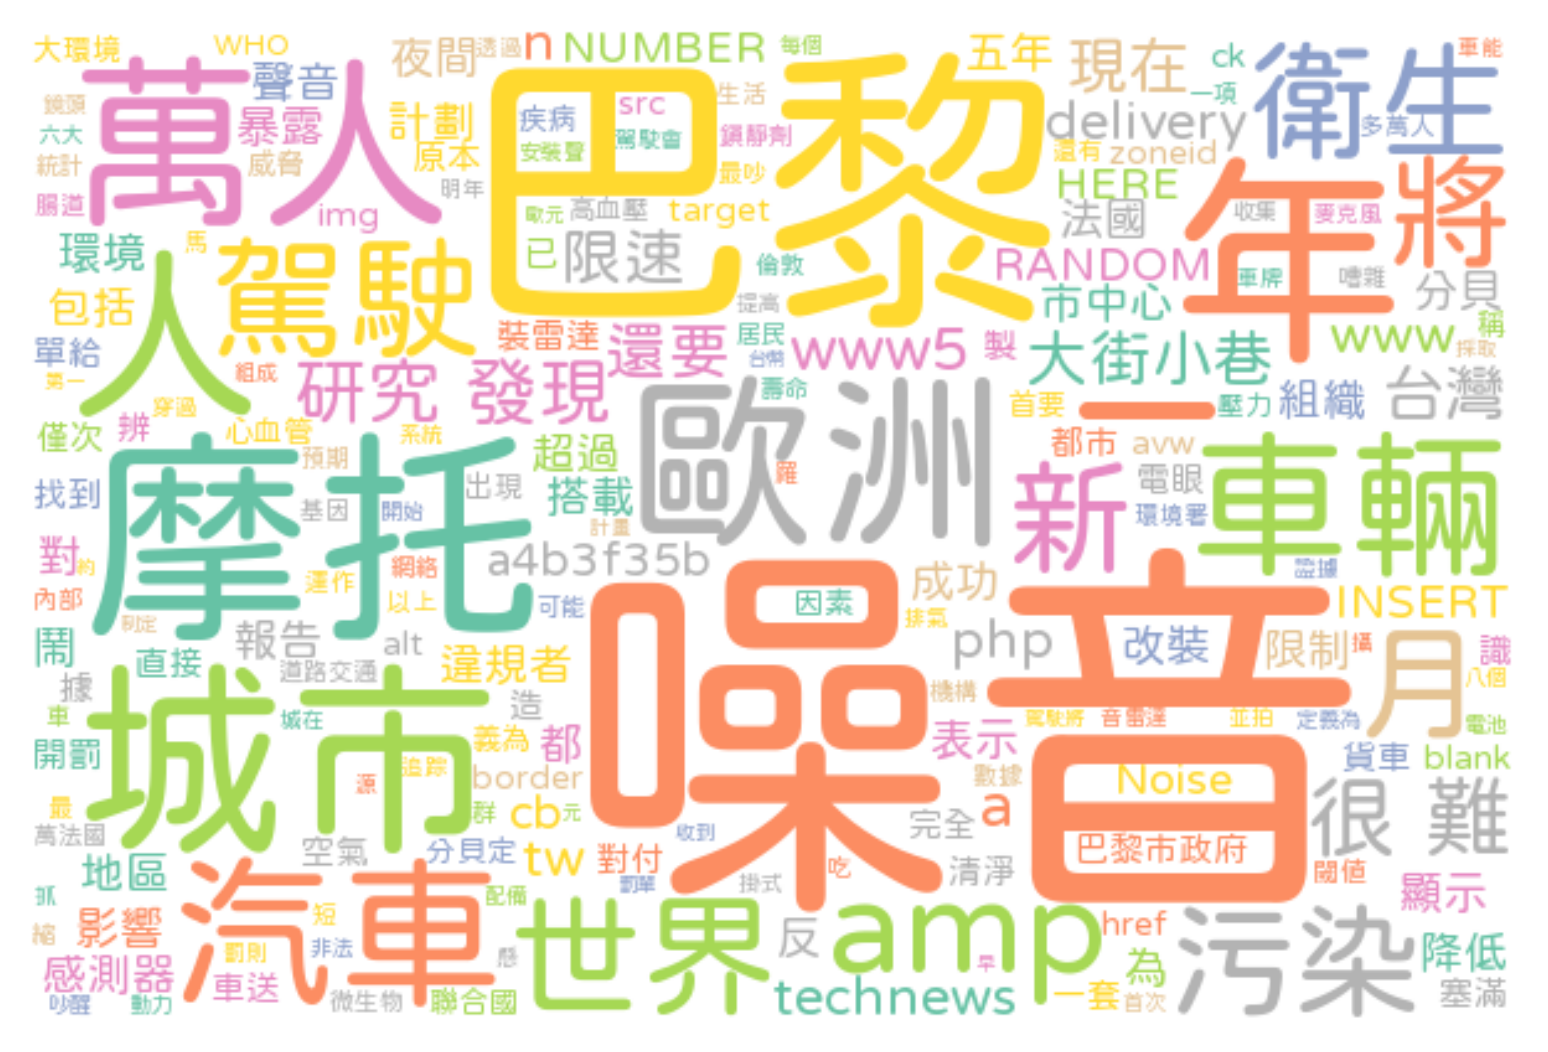 大環境 WHO 夜間 透過 n NUMBER 每個 五年 現在 ck 車能
聲音 衛生
萬人 巴黎 一項
鏡頭 暴露 計劃 疾病 src 生活 delivery 多萬人
六大 原本 安裝聲 駕駛會 鎮靜劑 還有 zoneid
統計 威脅 明年 最吵 HERE 年 將
腸道 img 歐元 高血壓 target 法國 收集 麥克風
環境 馬 駕駛 已 限速 倫敦 RANDOM 車牌 嘈雜 分貝
人 包括 提高 市中心
單給 裝雷達 還要 居民 www5 製 大街小巷 www 稱
第一 組成 研究 發現 台幣 採取
穿過 壽命 首要 一 壓力 組織 台灣
僅次 辨 心血管 系統 歐洲 都市 avw
摩托 預期 超過 羅 新 電眼 車輛
找到 基因 開始 出現 搭載 計畫 環境署
對 約 運作 網絡 a4b3f35b 成功 證據
內部 制定 以上 可能 噪音 因素 排氣 INSERT
鬧 報告 alt 違規者 php 改裝 限制 攝 月 識
據 直接 道路交通 機構 八個
車 城市 城在 造 駕駛將 音雷達 並拍 定義為 電池
開罰 追踪 義為 都 表示 貨車 blank
最 源 border 數據 Noise
萬法國 群 cb 元 收到 完全 a 很 難
地區 空氣 分貝定 tw 對付 吃 清淨 巴黎市政府 閾值
抓 汽車 配備 罰單 掛式 顯示
縮 影響 短 世界 反 amp href 污染
感測器 罰則 非法 懸 早 為 降低
吵醒 動力 車送 微生物 聯合國 technews 一套 首次 塞滿